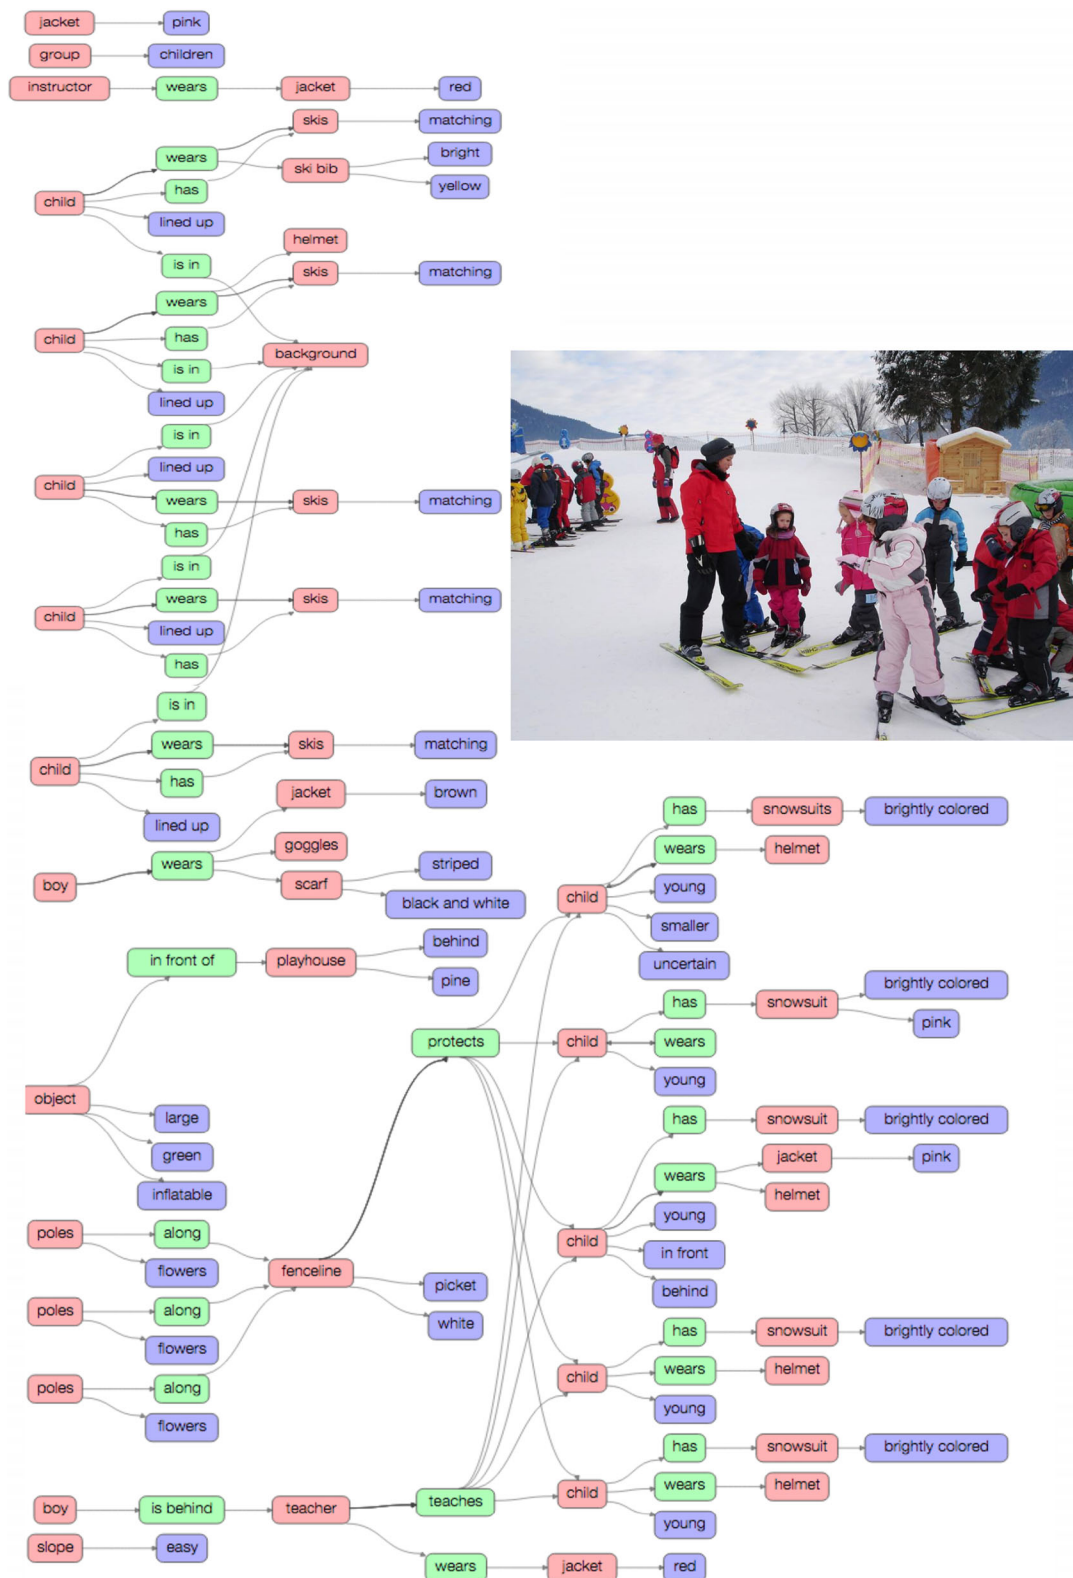 jacket pink
group children
instructor wears jacket red
skis matching
wears ski bib bright
child has yellow
lined up
is in helmet
skis matching
wears
child has
is in background
lined up
is in
child lined up
wears skis matching
has
is in
wears skis matching
child lined up
has
is in
wears skis matching
child has
jacket brown
lined up
wears goggles
boy scarf striped
black and white
in front of playhouse behind
pine
object
large
green
inflatable
poles along
flowers fenceline picket
poles along white
flowers
poles along
flowers
boy is behind teacher teaches
slope easy
wears jacket red
protects
has snowsuits brightly colored
wears helmet
child young
smaller
uncertain
has snowsuit brightly colored
pink
child wears
young
has snowsuit brightly colored
wears jacket pink
helmet
young
child in front
behind
has snowsuit brightly colored
child wears helmet
young
has snowsuit brightly colored
child wears helmet
young